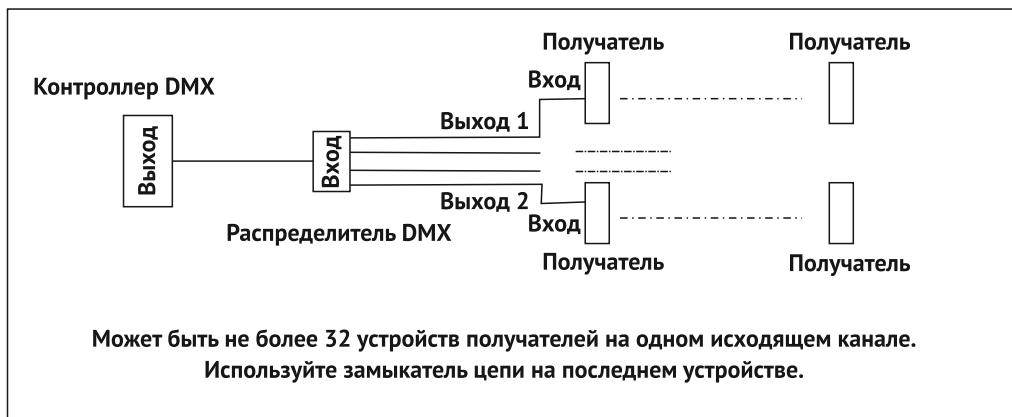 Получатель
Получатель
Вход
Контроллер DMX
Выход 1
Выход
Вход
Выход 2
Вход
Распределитель DMX
Получатель
Получатель
Может быть не более 32 устройств получателей на одном исходящем канале.
Используйте замыкатель цепи на последнем устройстве.